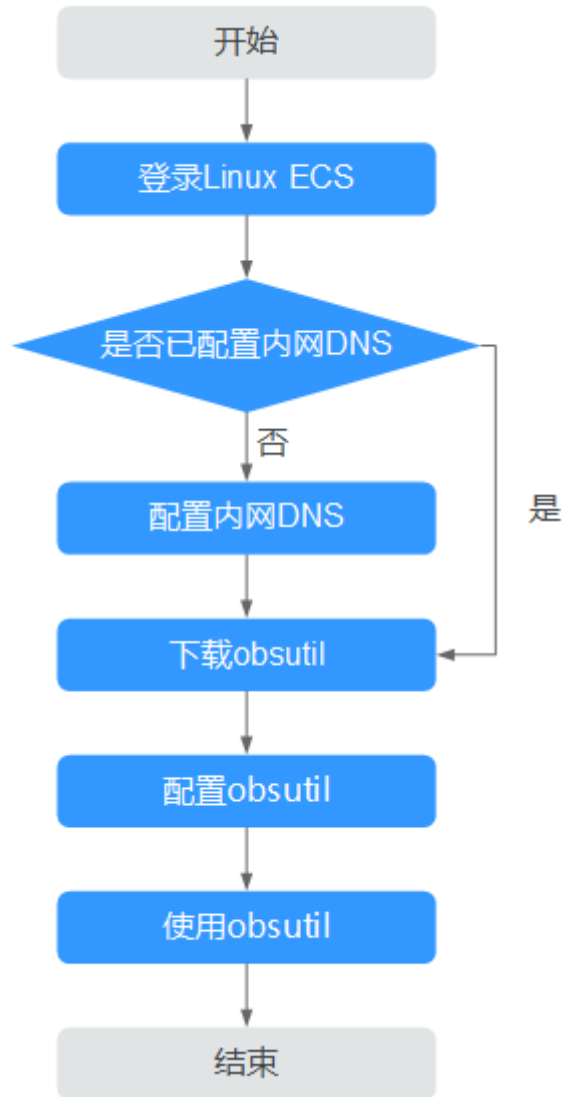 开始
登录Linux ECS
是否已配置内网DNS
否
配置内网DNS
是
下载obsutil
配置obsutil
使用obsutil
结束